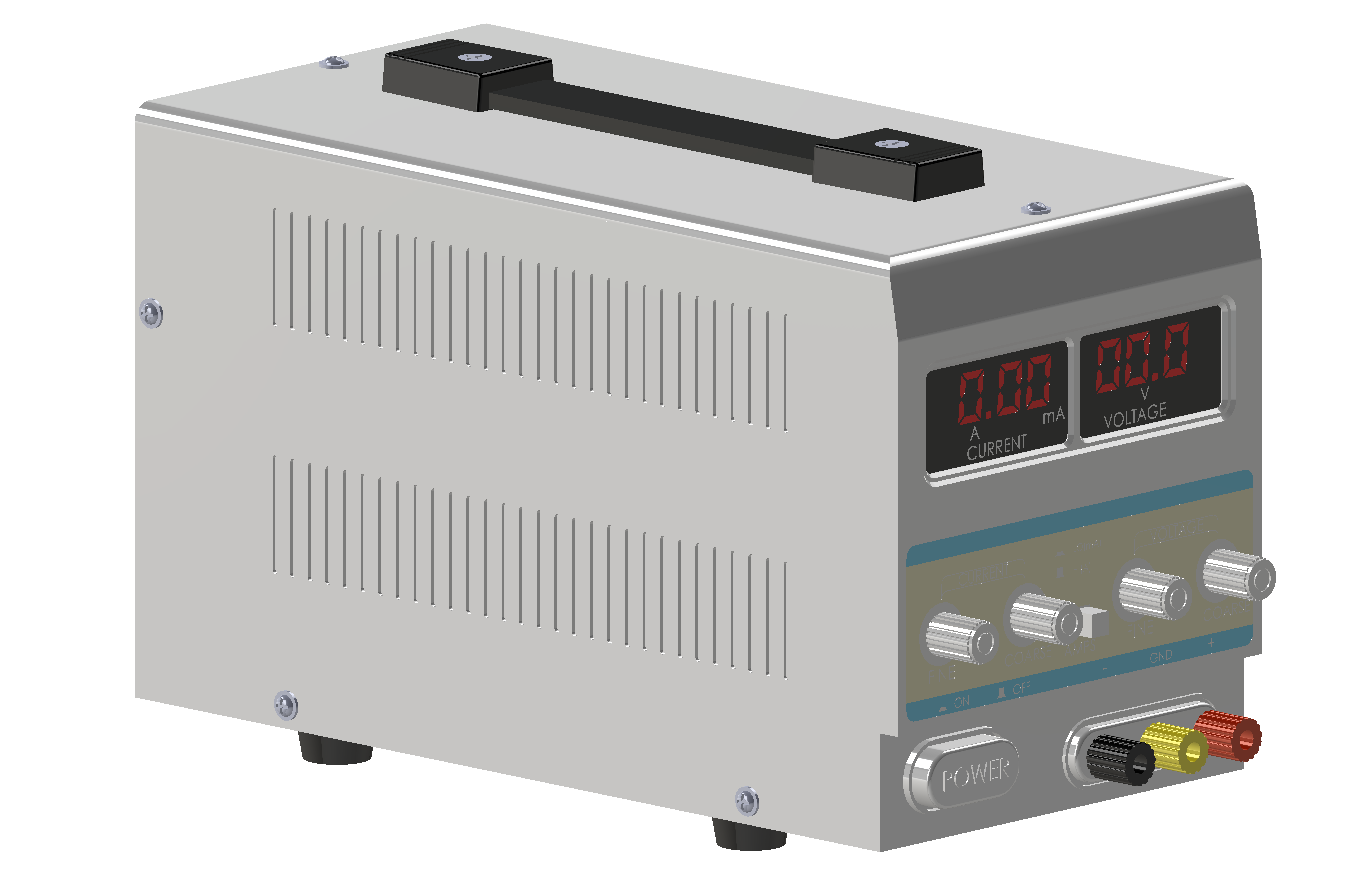 0.00
A mA
CURRENT
00.0
V
VOLTAGE
ON OFF
- GND +
POWER